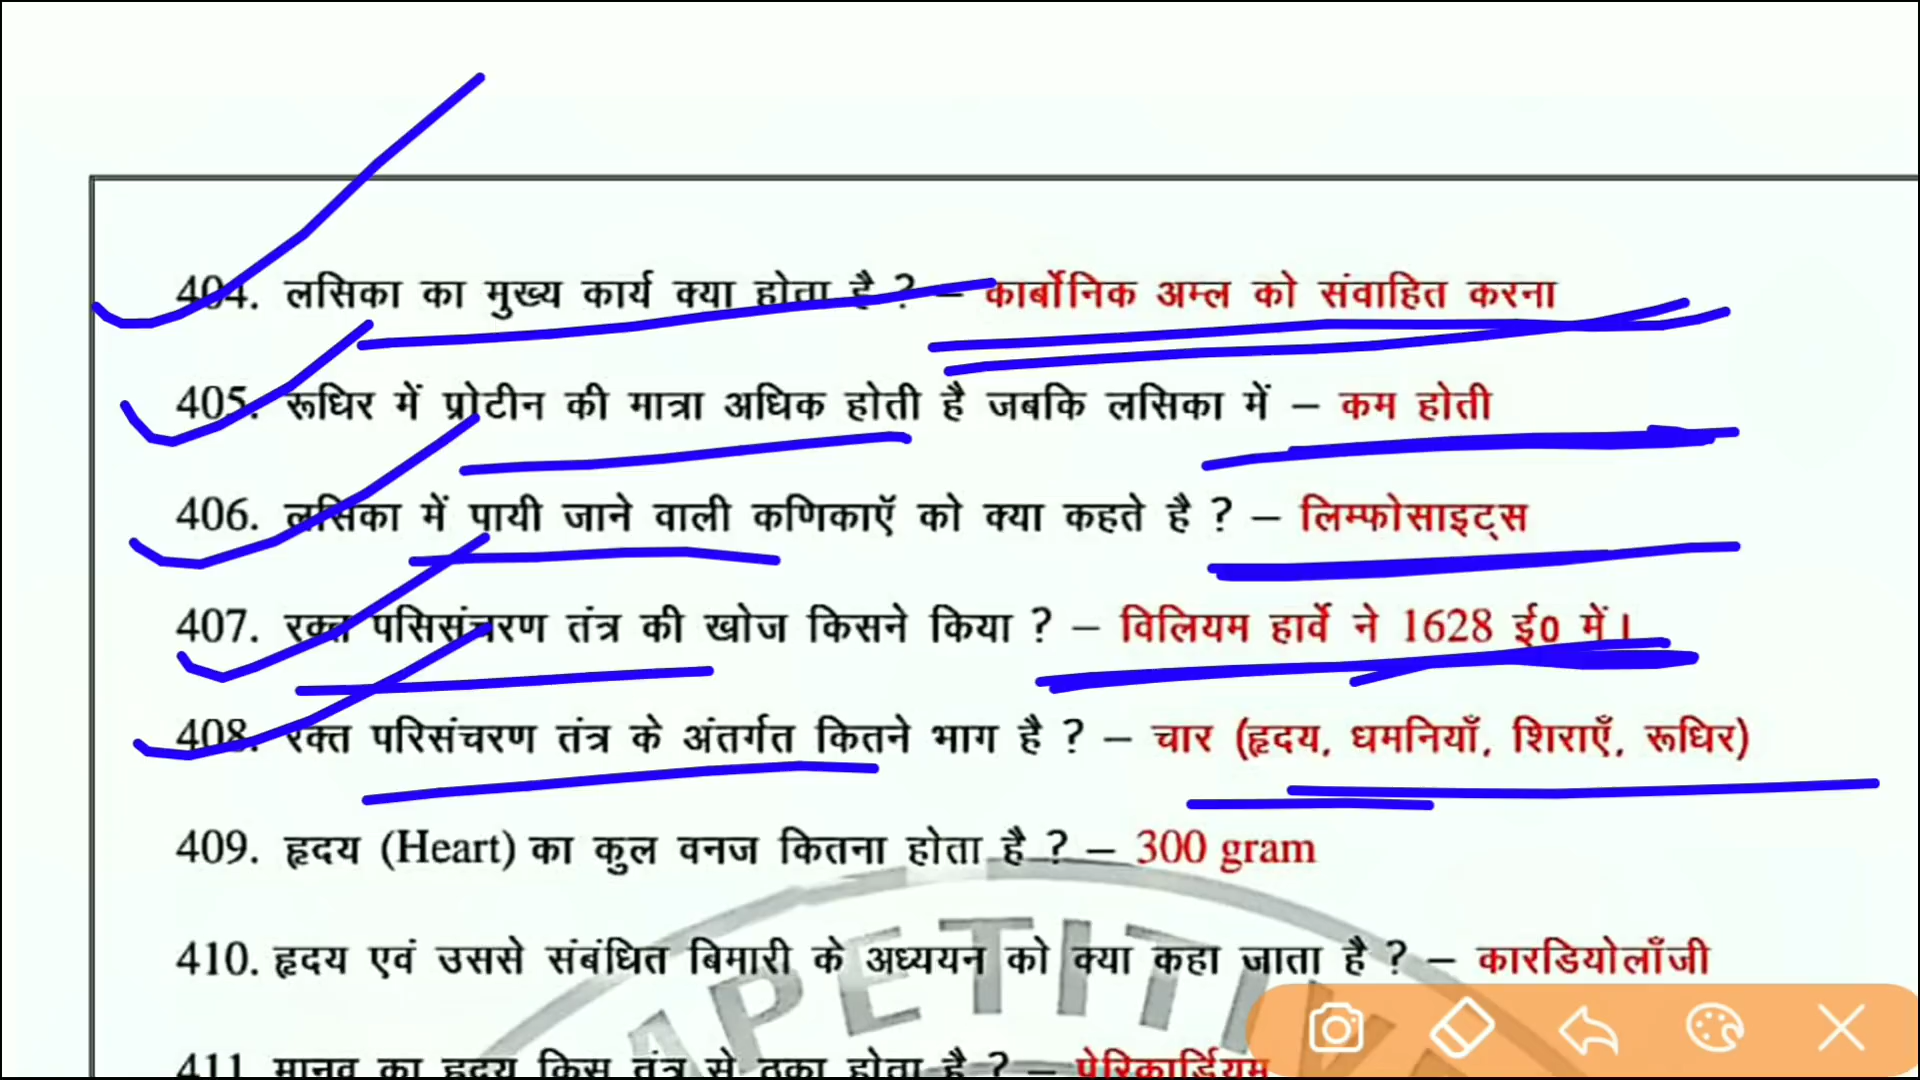 404. लसिका का मुख्य कार्य क्या होता है ? – कार्बोनिक अम्ल को संवाहित करना
405. रूधिर में प्रोटीन की मात्रा अधिक होती है जबकि लसिका में – कम होती
406. लसिका में पायी जाने वाली कणिकाएँ को क्या कहते है ? – लिम्फोसाइट्स
407. रक्त पसिसंचरण तंत्र की खोज किसने किया ? – विलियम हार्वे ने 1628 ई0 में।
408. रक्त परिसंचरण तंत्र के अंतर्गत कितने भाग है ? – चार (हृदय, धमनियाँ, शिराएँ, रूधिर)
409. हृदय (Heart) का कुल वनज कितना होता है ? – 300 gram
410. हृदय एवं उससे संबंधित बिमारी के अध्ययन को क्या कहा जाता है ? – कारडियोलाँजी
411. मानव का हृदय किस तंत्र से ढका होता है ? – पेरिकार्डियम